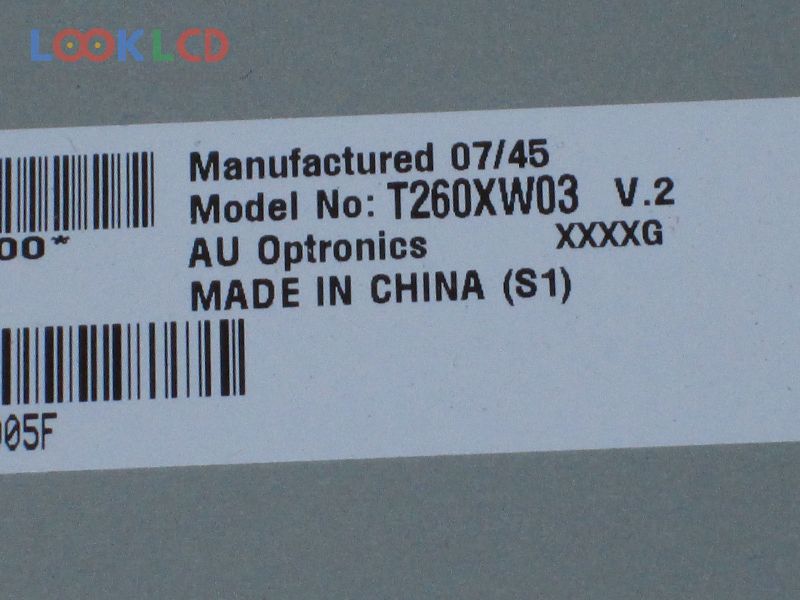 LOOKLCD
Manufactured 07/45
Model No: T260XW03 V.2
AU Optronics XXXXG
MADE IN CHINA (S1)
00*
05F